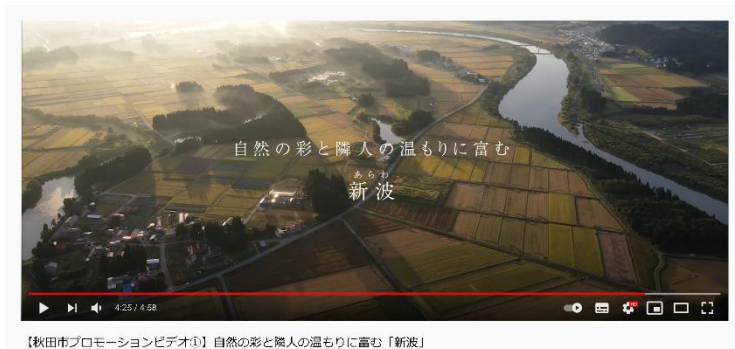 自然の彩と隣人の温もりに富む
あらわ
新波
4:25 / 4:58
HD
【秋田市プロモーションビデオ①】自然の彩と隣人の温もりに富む「新波」